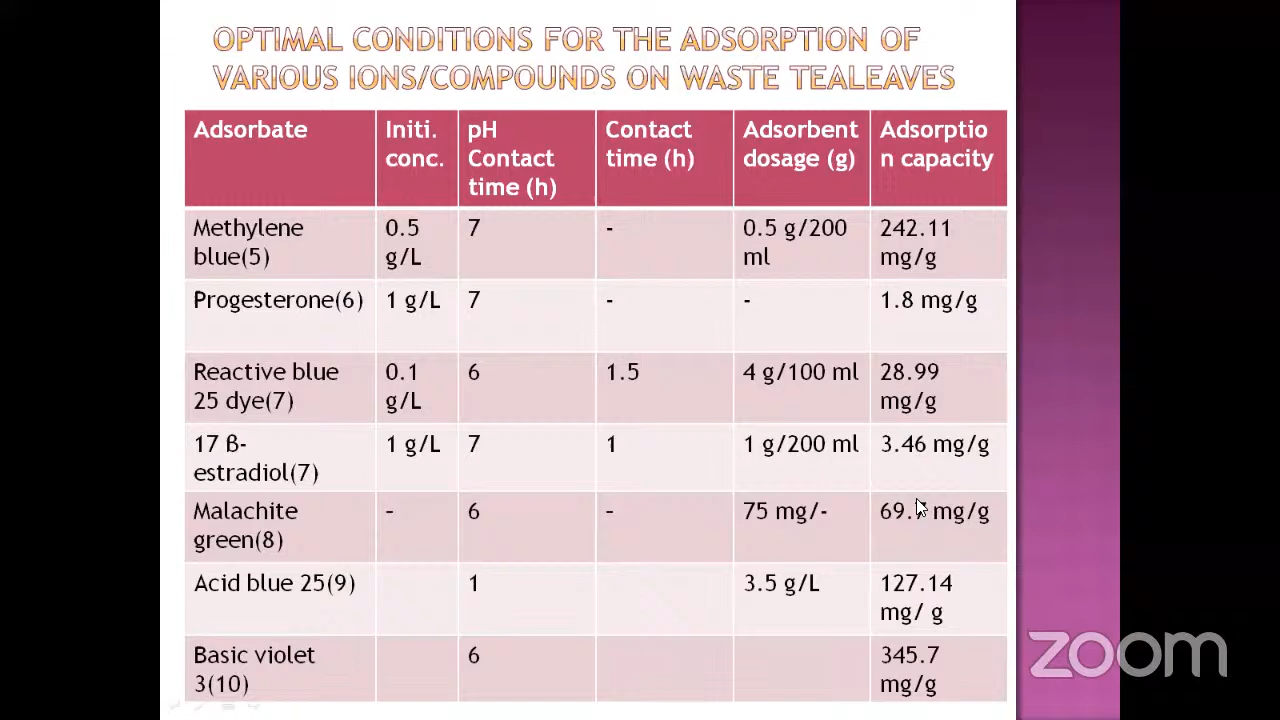 OPTIMAL CONDITIONS FOR THE ADSORPTION OF
VARIOUS IONS/COMPOUNDS ON WASTE TEALEAVES
Adsorbate
Initi.
conc.
pH
Contact
time (h)
Contact
time (h)
Adsorbent
dosage (g)
Adsorptio
n capacity
Methylene
blue(5)
0.5
g/L
7
-
0.5 g/200
ml
242.11
mg/g
Progesterone(6)
1 g/L
7
-
-
1.8 mg/g
Reactive blue
25 dye(7)
0.1
g/L
6
1.5
4 g/100 ml
28.99
mg/g
17 ß-
estradiol(7)
1 g/L
7
1
1 g/200 ml
3.46 mg/g
Malachite
green(8)
-
6
-
75 mg/-
mg/g
Acid blue 25(9)
1
3.5 g/L
127.14
mg/ g
Basic violet
3(10)
6
345.7
mg/g
zoom